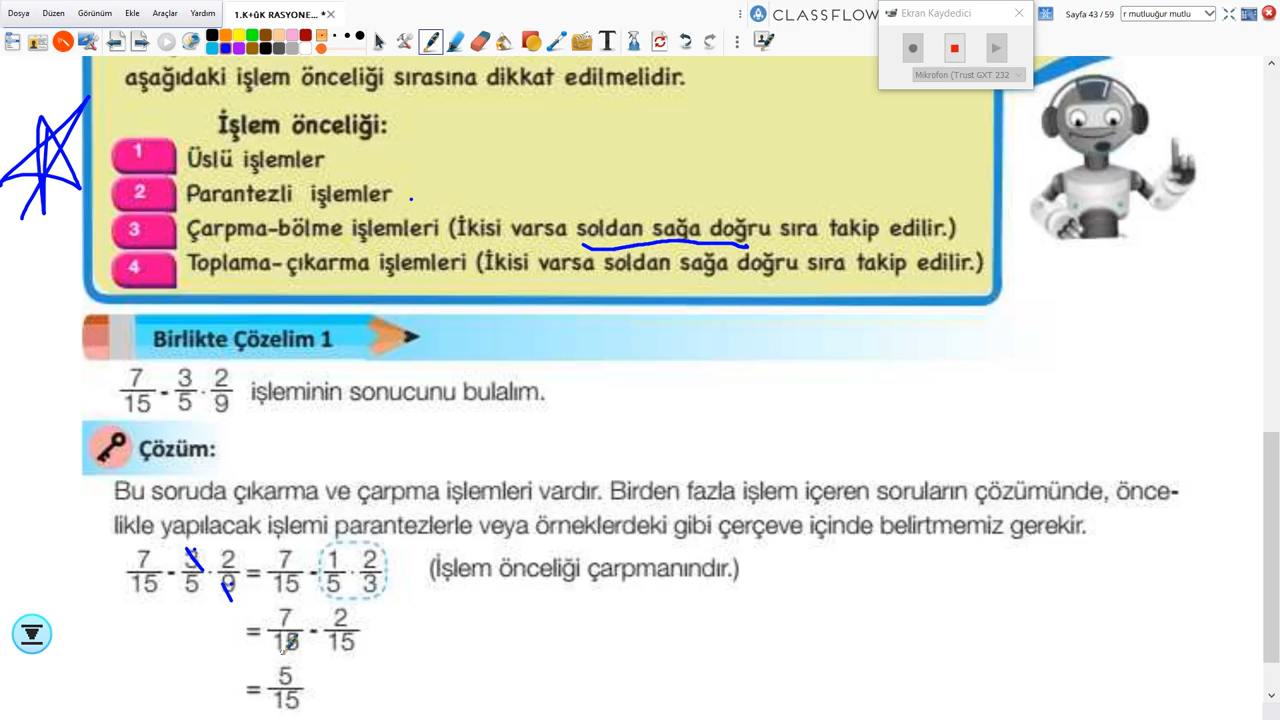 Dosya Düzen Görünüm Ekle Araçlar Yardım 1.K+ûK RASYONE... * CLASSFLOW Ekran Kaydedici Sayfa 43 / 59 r mutluuğur mutlu
Mikrofon (Trust GXT 232
aşağıdaki işlem önceliği sırasına dikkat edilmelidir.
İşlem önceliği:
1 Üslü işlemler
2 Parantezli işlemler
3 Çarpma-bölme işlemleri (İkisi varsa soldan sağa doğru sıra takip edilir.)
4 Toplama-çıkarma işlemleri (İkisi varsa soldan sağa doğru sıra takip edilir.)
Birlikte Çözelim 1
7/15 - 3/5 · 2/9 işleminin sonucunu bulalım.
Çözüm:
Bu soruda çıkarma ve çarpma işlemleri vardır. Birden fazla işlem içeren soruların çözümünde, önce-
likle yapılacak işlemi parantezlerle veya örneklerdeki gibi çerçeve içinde belirtmemiz gerekir.
7/15 - 3/5 · 2/9 = 7/15 - 1/5 · 2/3 (İşlem önceliği çarpmanındır.)
= 7/15 - 2/15
= 5/15